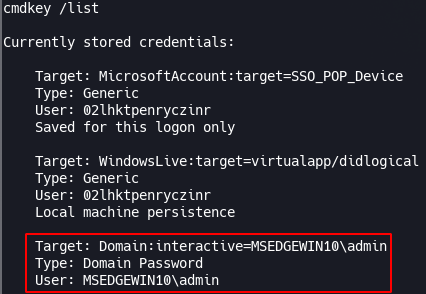 cmdkey /list
Currently stored credentials:
Target: MicrosoftAccount:target=SSO_POP_Device
Type: Generic
User: 02lhktpenryczinr
Saved for this logon only
Target: WindowsLive:target=virtualapp/didlogical
Type: Generic
User: 02lhktpenryczinr
Local machine persistence
Target: Domain:interactive=MSEDGEWIN10\admin
Type: Domain Password
User: MSEDGEWIN10\admin